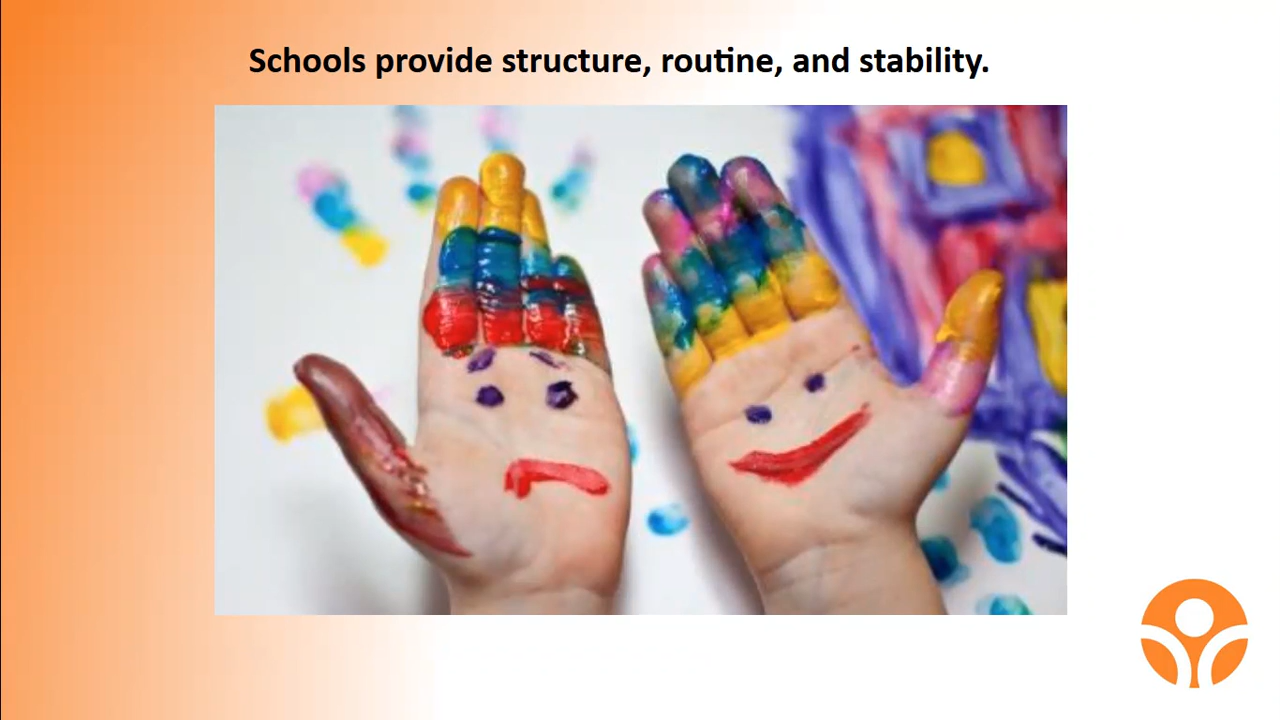 Schools provide structure, routine, and stability.